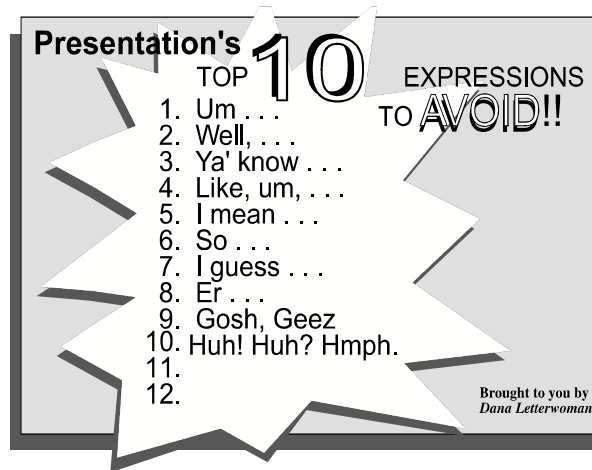 Presentation's
TOP 10 EXPRESSIONS
TO AVOID!!
1. Um . . .
2. Well, . . .
3. Ya' know . . .
4. Like, um, . . .
5. I mean . . .
6. So . . .
7. I guess . . .
8. Er . . .
9. Gosh, Geez
10. Huh! Huh? Hmph.
11.
12.
Brought to you by
Dana Letterwoman